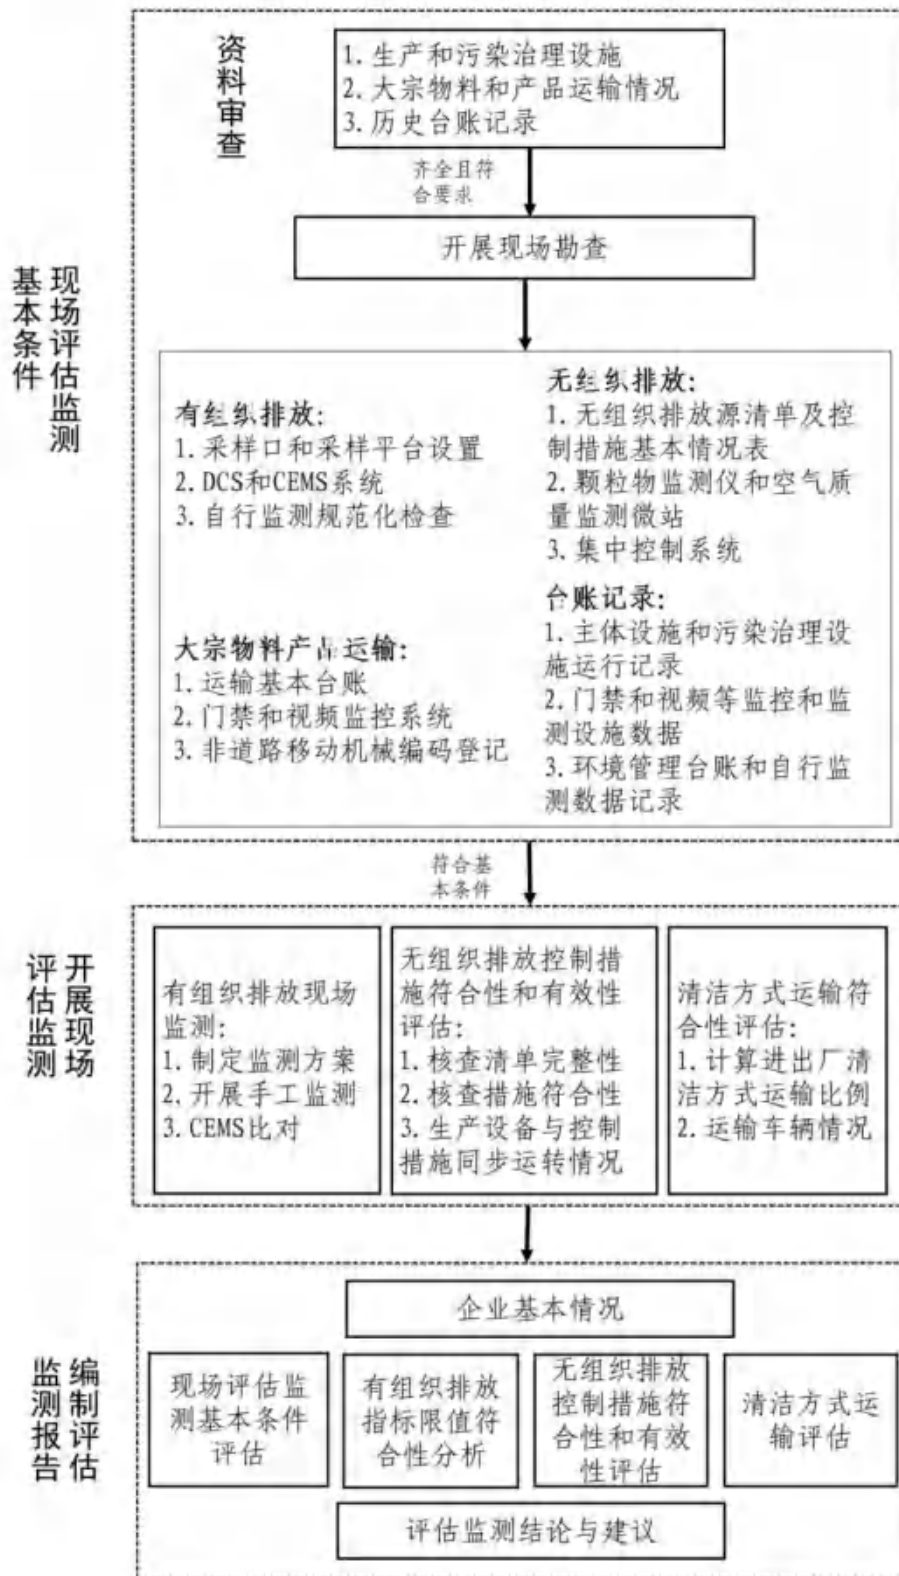 资料审查
1. 生产和污染治理设施
2. 大宗物料和产品运输情况
3. 历史台账记录
齐全且符
合要求
开展现场勘查
现场评估监测
基本条件
有组织排放:
1. 采样口和采样平台设置
2. DCS和CEMS系统
3. 自行监测规范化检查
无组织排放:
1. 无组织排放源清单及控
制措施基本情况表
2. 颗粒物监测仪和空气质
量监测微站
3. 集中控制系统
大宗物料产品运输:
1. 运输基本台账
2. 门禁和视频监控系统
3. 非道路移动机械编码登记
台账记录:
1. 主体设施和污染治理设
施运行记录
2. 门禁和视频等监控和监
测设施数据
3. 环境管理台账和自行监
测数据记录
符合基
本条件
开展现场
评估监测
有组织排放现场
监测:
1. 制定监测方案
2. 开展手工监测
3. CEMS比对
无组织排放控制措
施符合性和有效性
评估:
1. 核查清单完整性
2. 核查措施符合性
3. 生产设备与控制
措施同步运转情况
清洁方式运输符
合性评估:
1. 计算进出厂清
洁方式运输比例
2. 运输车辆情况
编制评估
监测报告
企业基本情况
现场评估监
测基本条件
评估
有组织排放
指标限值符
合性分析
无组织排放
控制措施符
合性和有效
性评估
清洁方式运
输评估
评估监测结论与建议